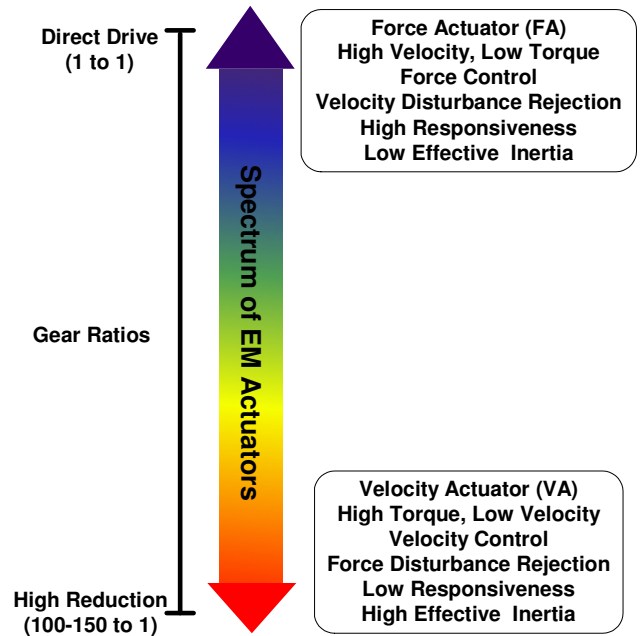 Direct Drive
(1 to 1)
Force Actuator (FA)
High Velocity, Low Torque
Force Control
Velocity Disturbance Rejection
High Responsiveness
Low Effective Inertia
Spectrum of EM Actuators
Gear Ratios
Velocity Actuator (VA)
High Torque, Low Velocity
Velocity Control
Force Disturbance Rejection
Low Responsiveness
High Effective Inertia
High Reduction
(100-150 to 1)